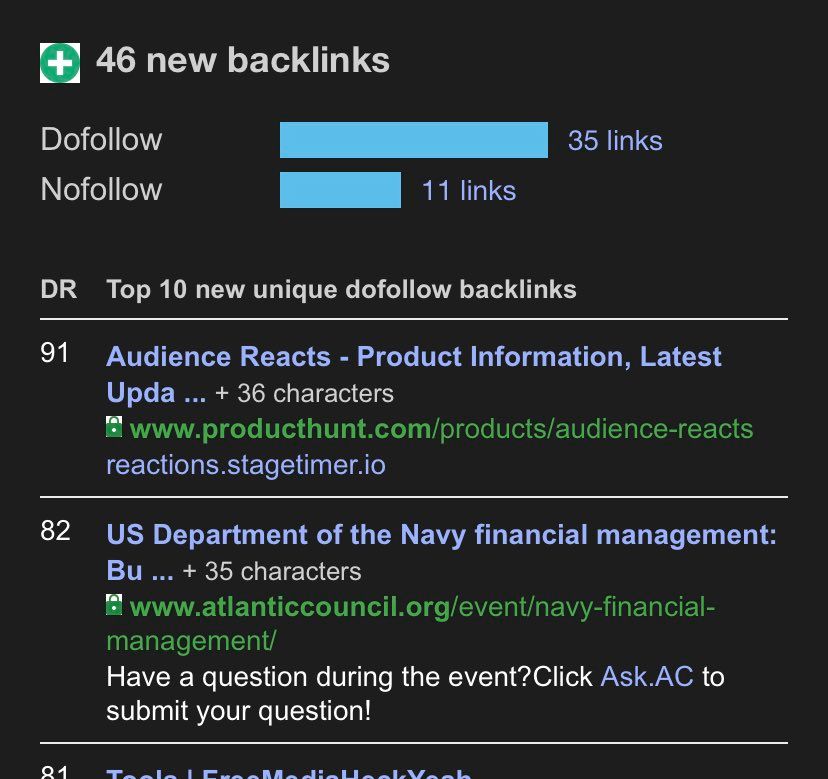 46 new backlinks
Dofollow 35 links
Nofollow 11 links
DR Top 10 new unique dofollow backlinks
91 Audience Reacts - Product Information, Latest
Upda ... + 36 characters
www.producthunt.com/products/audience-reacts
reactions.stagetimer.io
82 US Department of the Navy financial management:
Bu ... + 35 characters
www.atlanticcouncil.org/event/navy-financial-
management/
Have a question during the event?Click Ask.AC to
submit your question!
81 Tools | FreeMediaHeckYeah